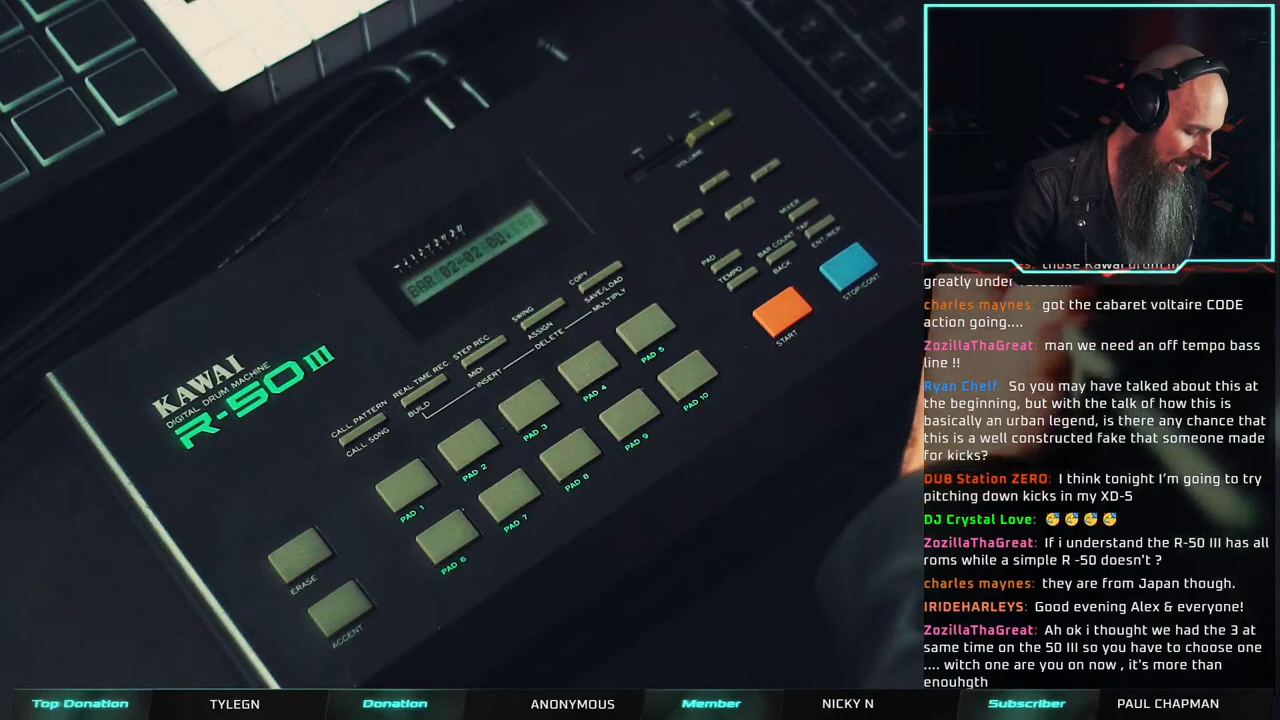 VOLUME
MIXER
BAR COUNT TAP
PAD
ENT/REP
TEMPO
BACK
STOP/CONT
START
BAR 02-02 00
COPY
SAVE/LOAD
MULTIPLY
SWING
ASSIGN
DELETE
STEP REC
MIDI
INSERT
REAL TIME REC
BUILD
CALL PATTERN
CALL SONG
KAWAI
DIGITAL DRUM MACHINE
R-50III
PAD 1
PAD 2
PAD 3
PAD 4
PAD 5
PAD 6
PAD 7
PAD 8
PAD 9
PAD 10
ERASE
ACCENT
greatly under
charles maynes: got the cabaret voltaire CODE
action going....
ZozillaThaGreat: man we need an off tempo bass
line !!
Ryan Chelf: So you may have talked about this at
the beginning, but with the talk of how this is
basically an urban legend, is there any chance that
this is a well constructed fake that someone made
for kicks?
DUB Station ZERO: I think tonight I'm going to try
pitching down kicks in my XD-5
DJ Crystal Love: 🥳 🥳 🥳 🥳
ZozillaThaGreat: If i understand the R-50 III has all
roms while a simple R -50 doesn't ?
charles maynes: they are from Japan though.
IRIDEHARLEYS: Good evening Alex & everyone!
ZozillaThaGreat: Ah ok i thought we had the 3 at
same time on the 50 III so you have to choose one
.... witch one are you on now , it's more than
enouhgth
Top Donation TYLEGN Donation ANONYMOUS Member NICKY N Subscriber PAUL CHAPMAN